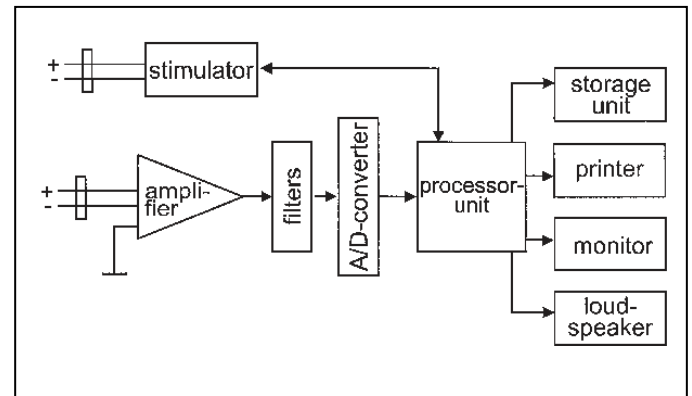 +
-
stimulator
storage
unit
+
-
ampli-
fier
filters
A/D-converter
processor-
unit
printer
monitor
loud-
speaker